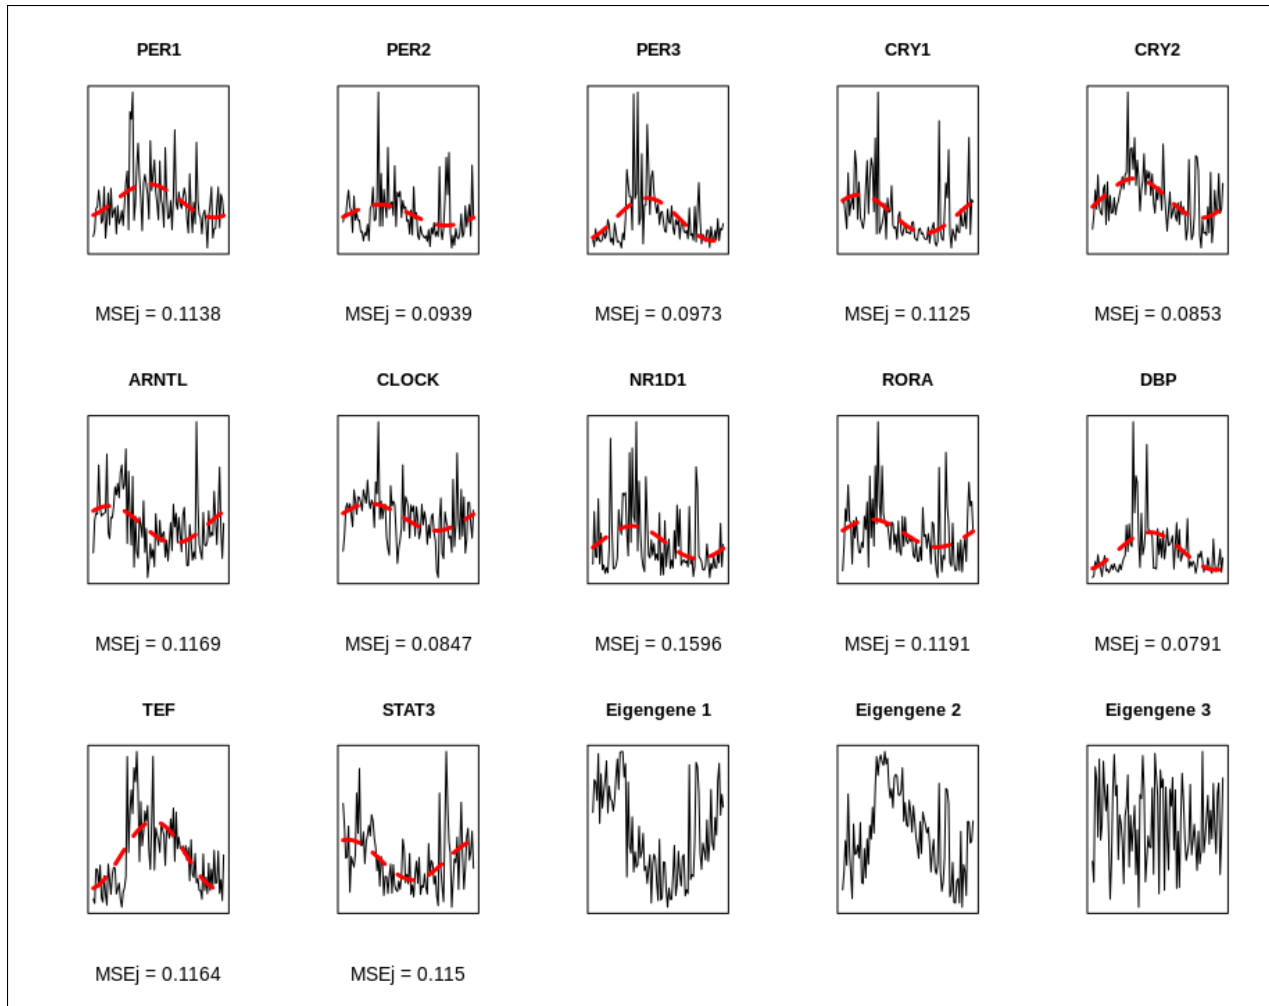 PER1 PER2 PER3 CRY1 CRY2
MSEj = 0.1138 MSEj = 0.0939 MSEj = 0.0973 MSEj = 0.1125 MSEj = 0.0853
ARNTL CLOCK NR1D1 RORA DBP
MSEj = 0.1169 MSEj = 0.0847 MSEj = 0.1596 MSEj = 0.1191 MSEj = 0.0791
TEF STAT3 Eigengene 1 Eigengene 2 Eigengene 3
MSEj = 0.1164 MSEj = 0.115